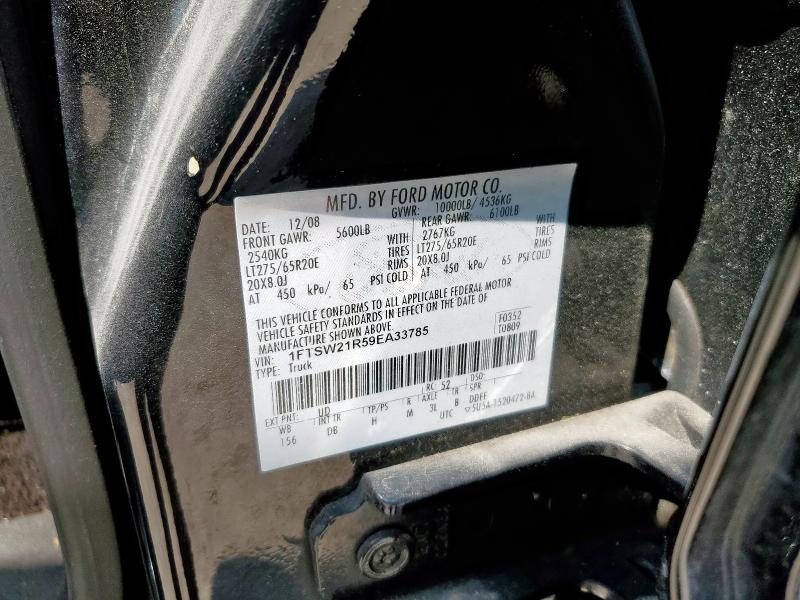 MFD. BY FORD MOTOR CO.
DATE: 12/08 GVWR: 10000LB/ 4536KG
FRONT GAWR: 5600LB REAR GAWR: 6100LB
2540KG WITH 2767KG WITH
LT275/65R20E TIRES LT275/65R20E TIRES
20X8.0J RIMS 20X8.0J RIMS
AT 450 kPa/ 65 PSI COLD AT 450 kPa/ 65 PSI COLD
THIS VEHICLE CONFORMS TO ALL APPLICABLE FEDERAL MOTOR
VEHICLE SAFETY STANDARDS IN EFFECT ON THE DATE OF
MANUFACTURE SHOWN ABOVE. F0352
VIN: 1FTSW21R59EA33785 T0809
TYPE: Truck
EXT PNT: UD RC: 52 DSO:
WB INT TR TP/PS R AXLE TR SPR
156 DB H M 3L B DDFF
UTC ▽5U5A-1520472-BA